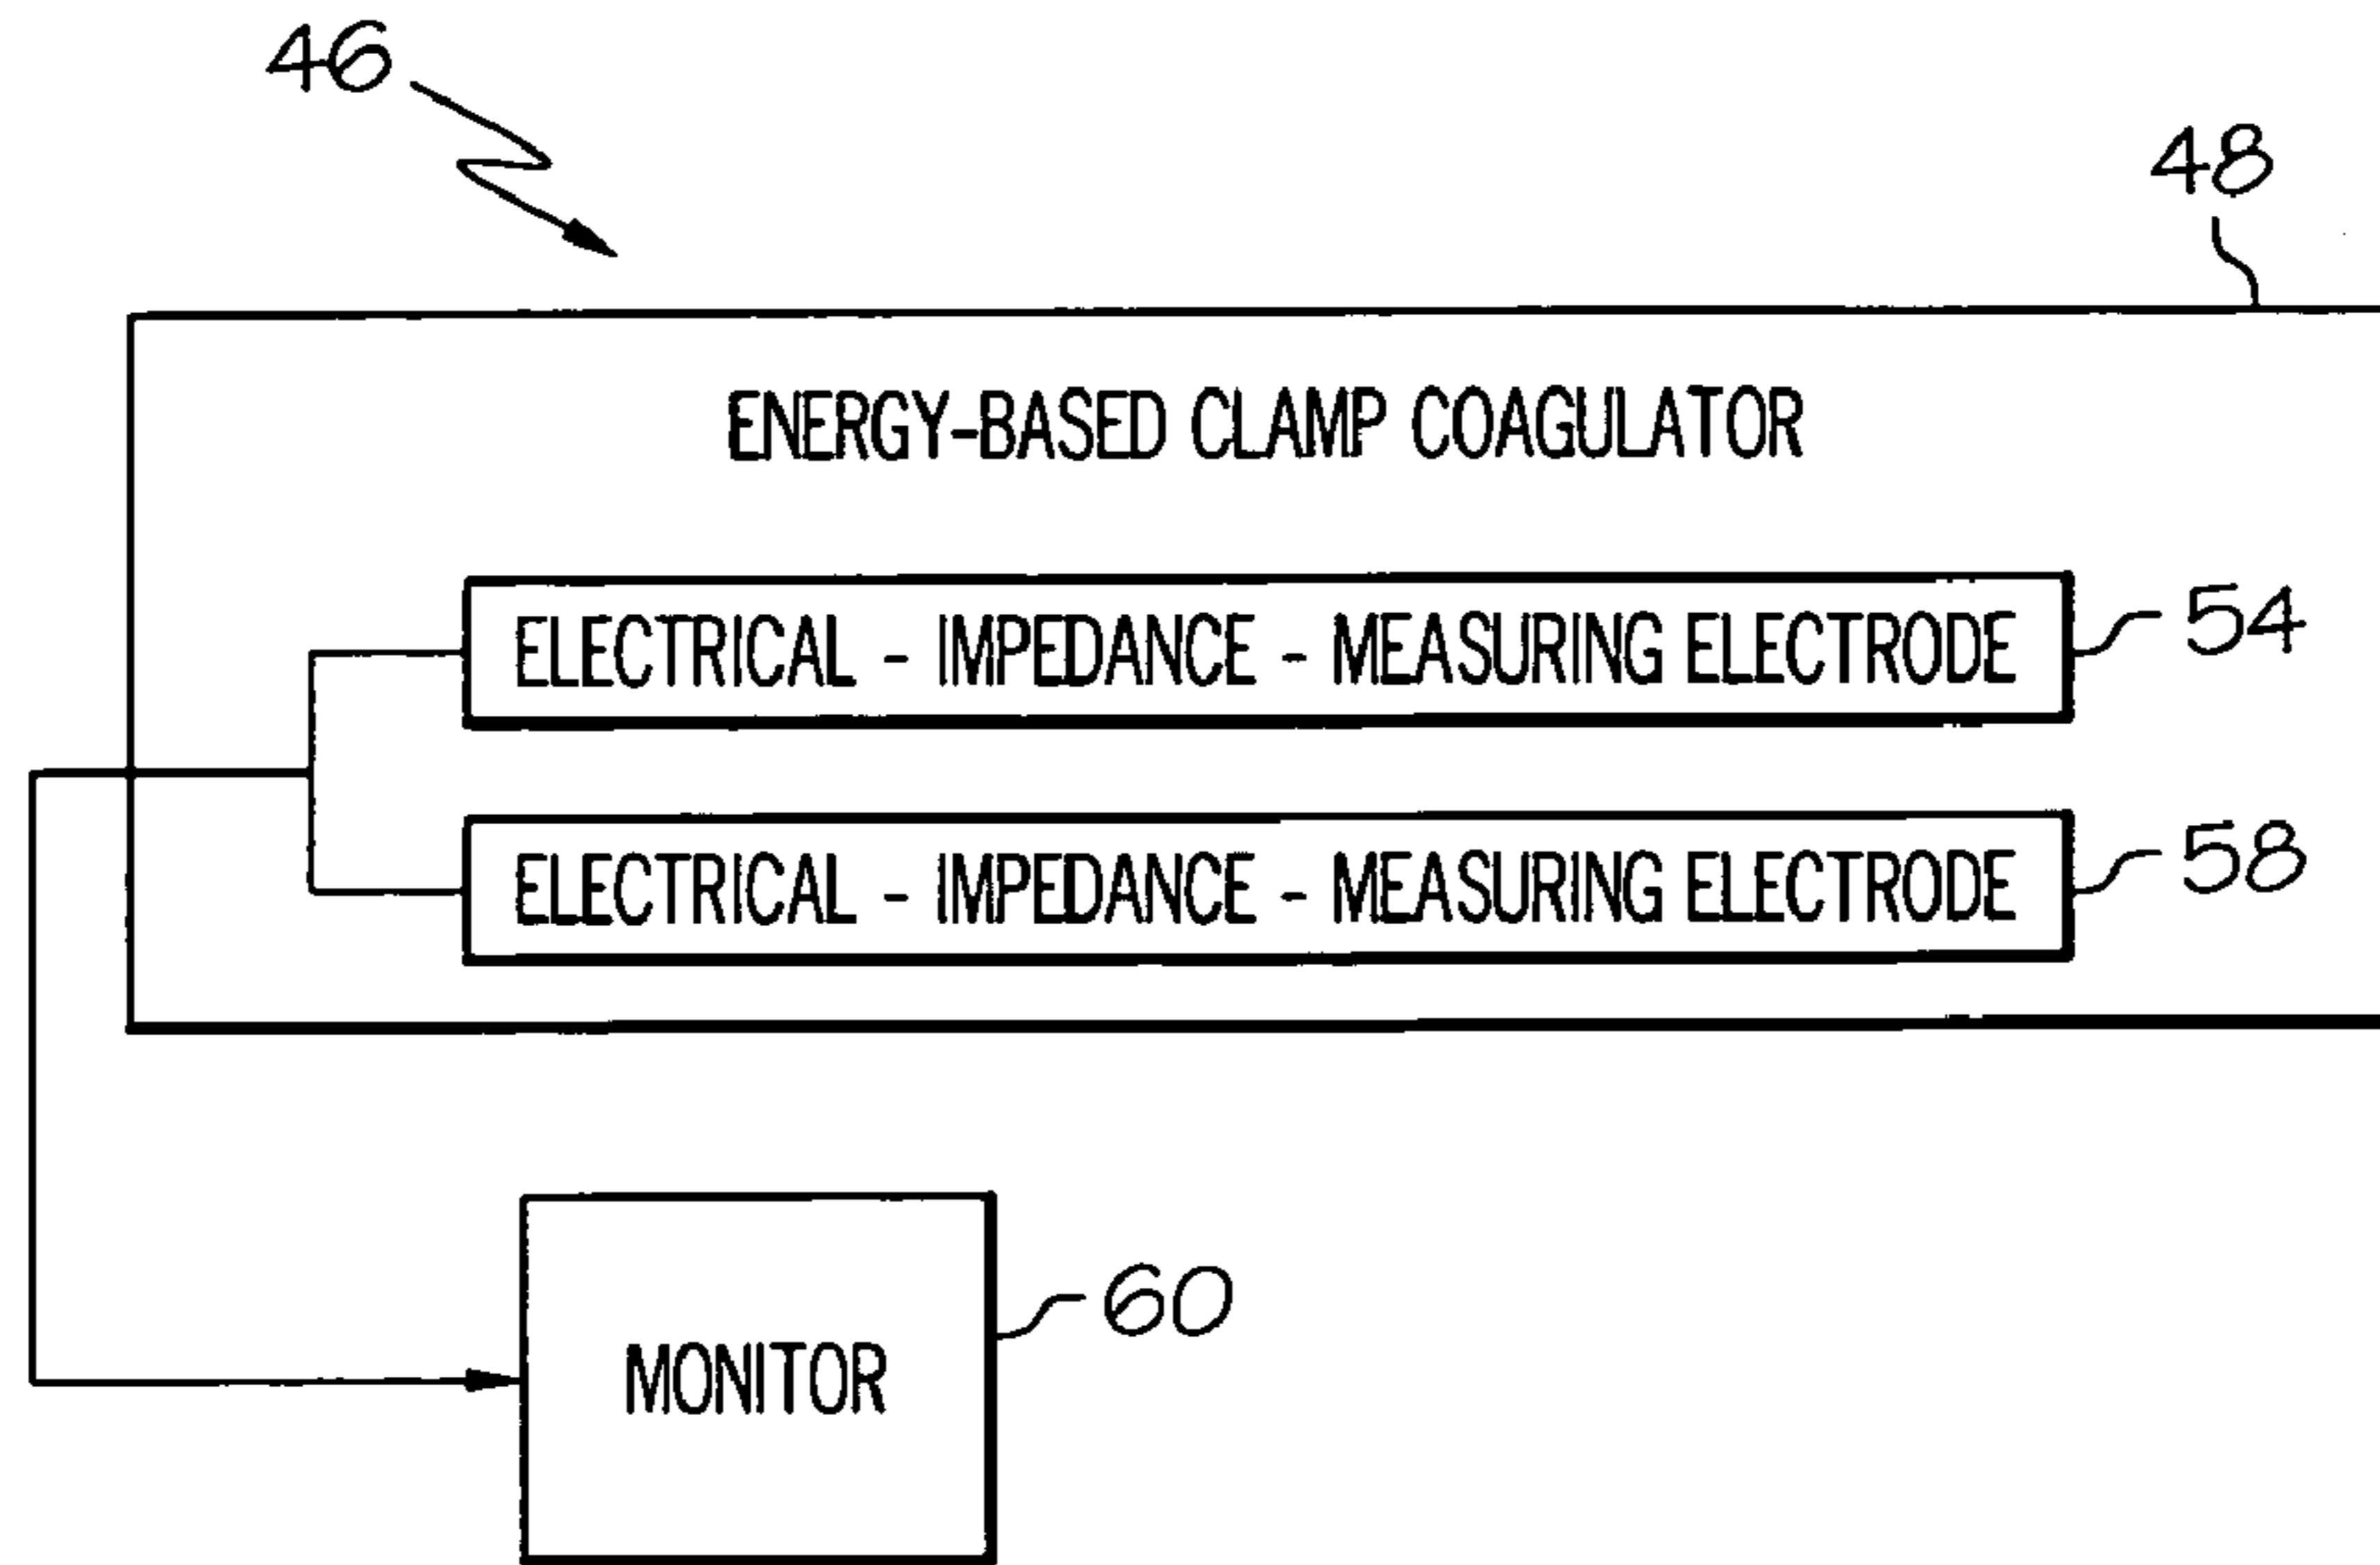 46
48
ENERGY-BASED CLAMP COAGULATOR
ELECTRICAL - IMPEDANCE - MEASURING ELECTRODE
54
ELECTRICAL - IMPEDANCE - MEASURING ELECTRODE
58
60
MONITOR